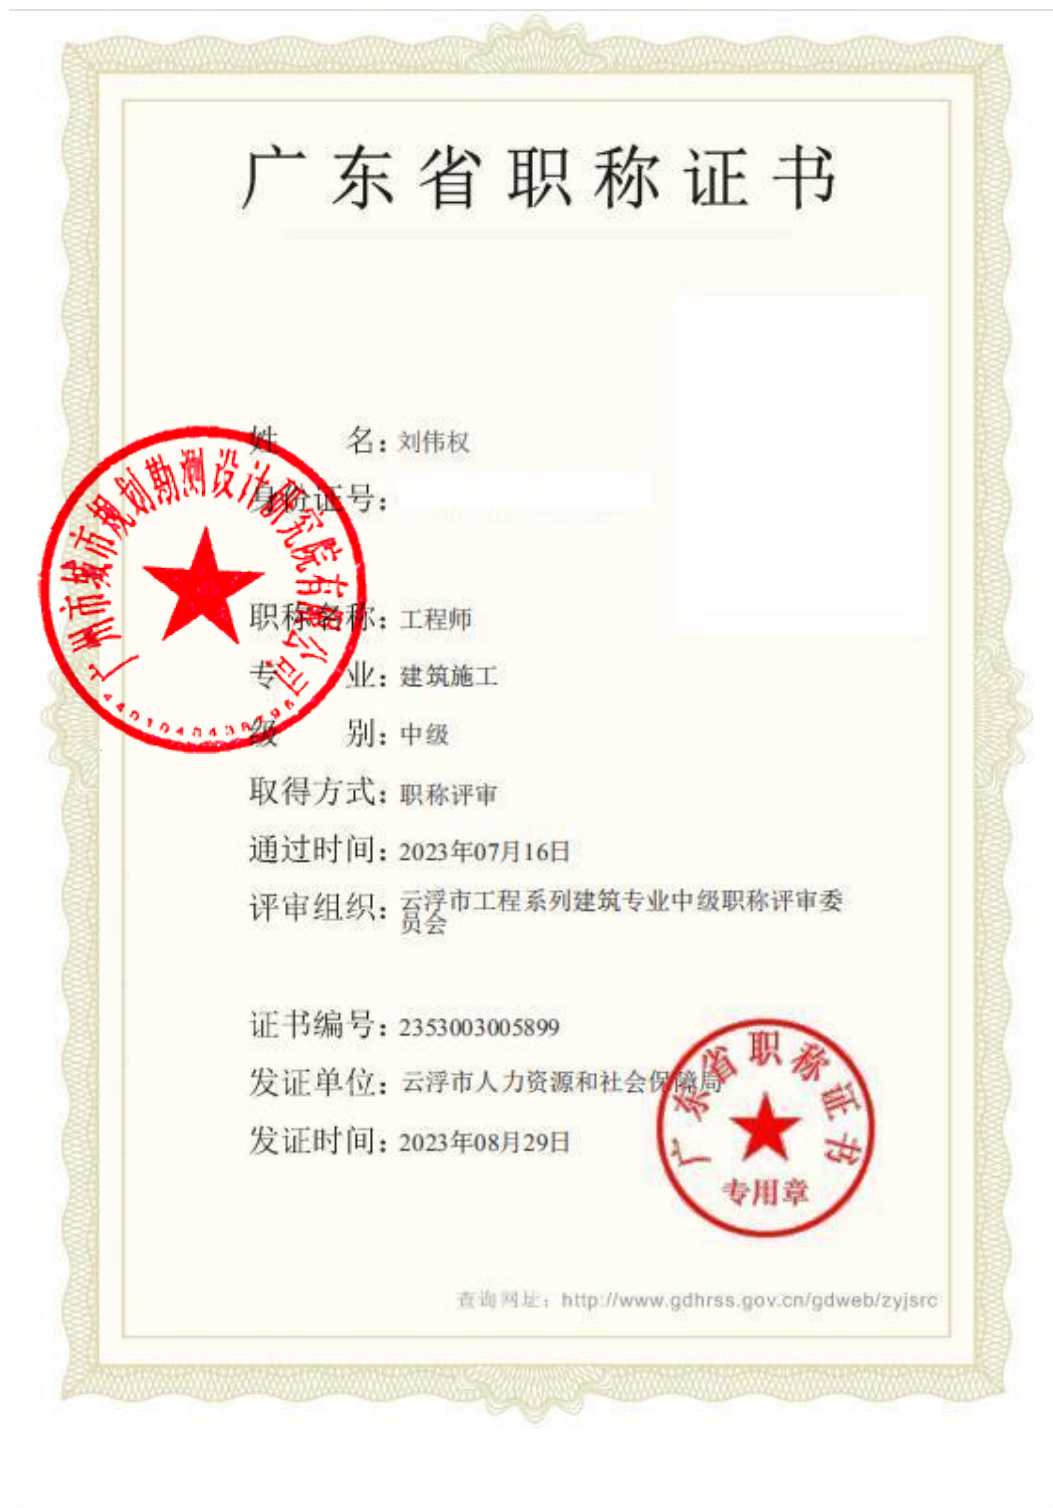 广东省职称证书
姓名：刘伟权
身份证号：
职称名称：工程师
专业：建筑施工
级别：中级
取得方式：职称评审
通过时间：2023年07月16日
评审组织：云浮市工程系列建筑专业中级职称评审委
员会
证书编号：2353003005899
发证单位：云浮市人力资源和社会保障局
发证时间：2023年08月29日
查询网址：http://www.gdhrss.gov.cn/gdweb/zyjsrc
广州市城市规划勘测设计研究院有限公司
广东省职称证书
专用章